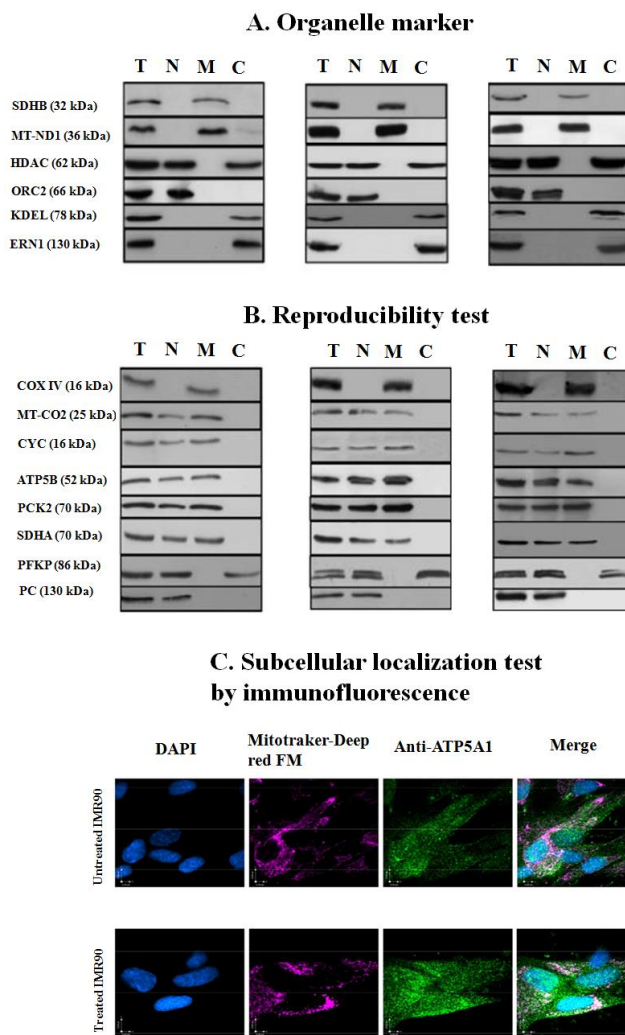 A. Organelle marker
T N M C T N M C T N M C
SDHB (32 kDa)
MT-ND1 (36 kDa)
HDAC (62 kDa)
ORC2 (66 kDa)
KDEL (78 kDa)
ERN1 (130 kDa)
B. Reproducibility test
T N M C T N M C T N M C
COX IV (16 kDa)
MT-CO2 (25 kDa)
CYC (16 kDa)
ATP5B (52 kDa)
PCK2 (70 kDa)
SDHA (70 kDa)
PFKP (86 kDa)
PC (130 kDa)
C. Subcellular localization test
by immunofluorescence
DAPI Mitotraker-Deep Anti-ATP5A1 Merge
red FM
Untreated IMR90
Treated IMR90